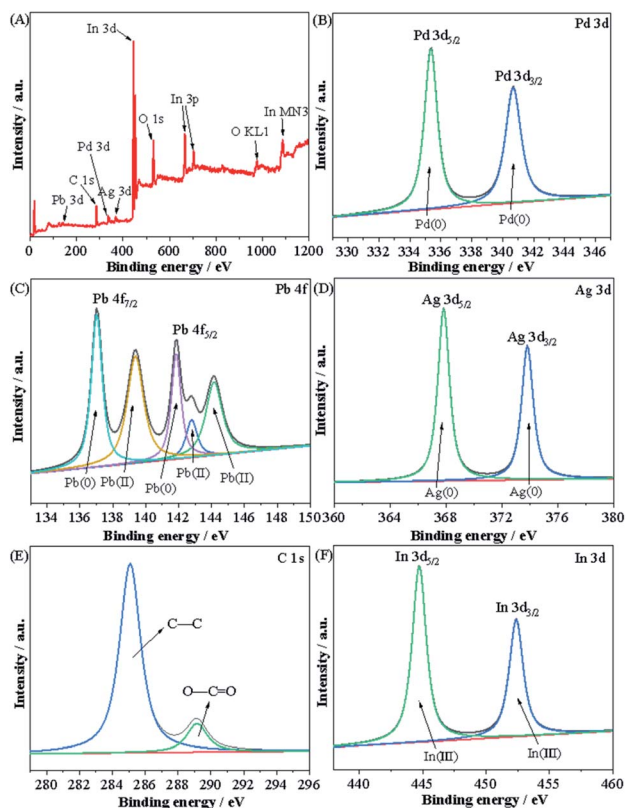 (A)
In 3d
O 1s
In 3p
In MN3
O KL1
Pd 3d
C 1s
Ag 3d
Pb 3d
Intensity / a.u.
0 200 400 600 800 1000 1200
Binding energy / eV
(B)
Pd 3d
Pd 3d5/2
Pd 3d3/2
Pd(0)
Pd(0)
Intensity / a.u.
330 332 334 336 338 340 342 344 346
Binding energy / eV
(C)
Pb 4f
Pb 4f7/2
Pb 4f5/2
Pb(0)
Pb(II)
Pb(0)
Pb(II)
Pb(II)
Intensity / a.u.
134 136 138 140 142 144 146 148 150
Binding energy / eV
(D)
Ag 3d
Ag 3d5/2
Ag 3d3/2
Ag(0)
Ag(0)
Intensity / a.u.
360 364 368 372 376 380
Binding energy / eV
(E)
C 1s
C—C
O—C=O
Intensity / a.u.
280 282 284 286 288 290 292 294 296
Binding energy / eV
(F)
In 3d
In 3d5/2
In 3d3/2
In(III)
In(III)
Intensity / a.u.
440 445 450 455 460
Binding energy / eV